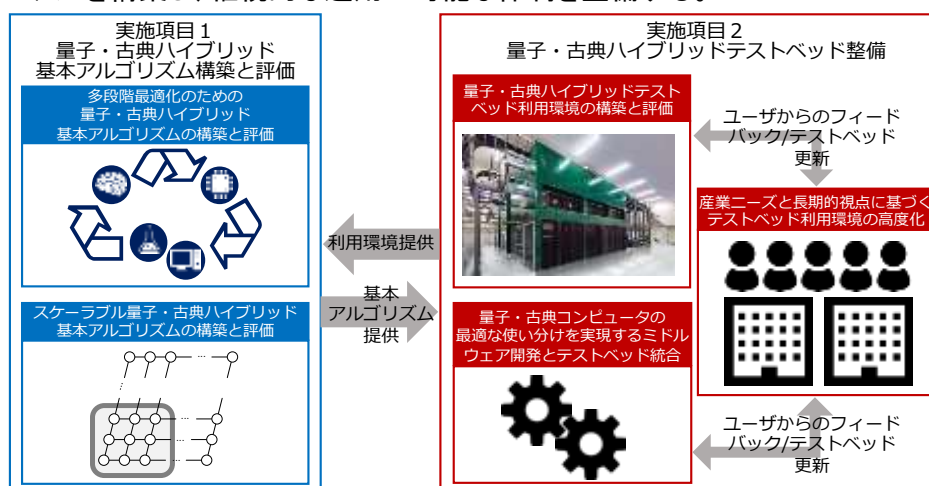 実施項目1
量子・古典ハイブリッド
基本アルゴリズム構築と評価
多段階最適化のための
量子・古典ハイブリッド
基本アルゴリズムの構築と評価
スケーラブル量子・古典ハイブリッド
基本アルゴリズムの構築と評価
利用環境提供
基本
アルゴリズム
提供
実施項目2
量子・古典ハイブリッドテストベッド整備
量子・古典ハイブリッドテスト
ベッド利用環境の構築と評価
量子・古典コンピュータの
最適な使い分けを実現するミドル
ウェア開発とテストベッド統合
ユーザからのフィード
バック/テストベッド
更新
産業ニーズと長期的視点に基づく
テストベッド利用環境の高度化
ユーザからのフィード
バック/テストベッド
更新